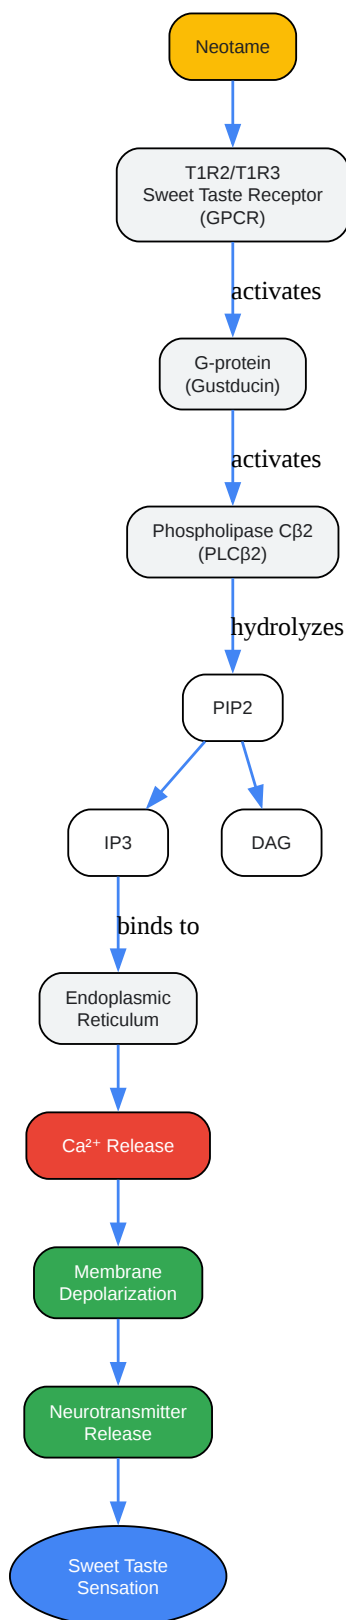 Neotame
T1R2/T1R3
Sweet Taste Receptor
(GPCR)
activates
G-protein
(Gustducin)
activates
Phospholipase Cβ2
(PLCβ2)
hydrolyzes
PIP2
IP3
DAG
binds to
Endoplasmic
Reticulum
Ca²⁺ Release
Membrane
Depolarization
Neurotransmitter
Release
Sweet Taste
Sensation